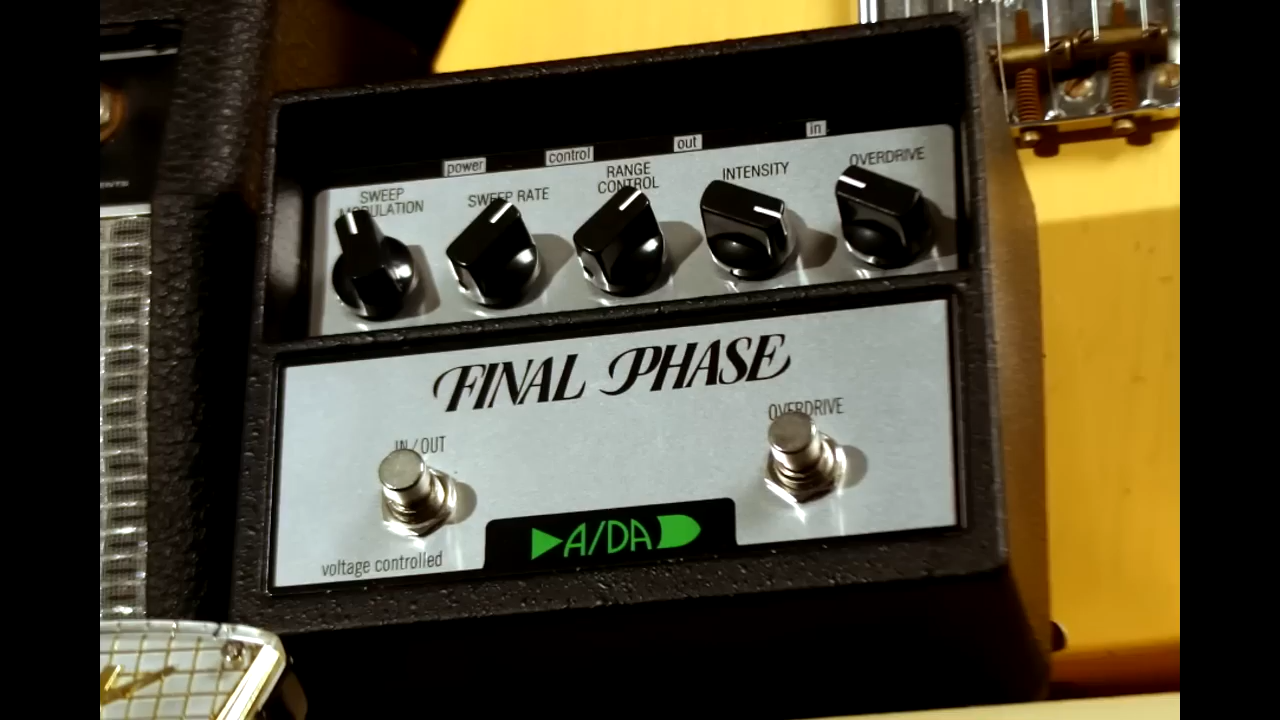 power control out in
SWEEP MODULATION
SWEEP RATE
RANGE CONTROL
INTENSITY
OVERDRIVE
FINAL PHASE
IN / OUT
OVERDRIVE
voltage controlled
A/DA